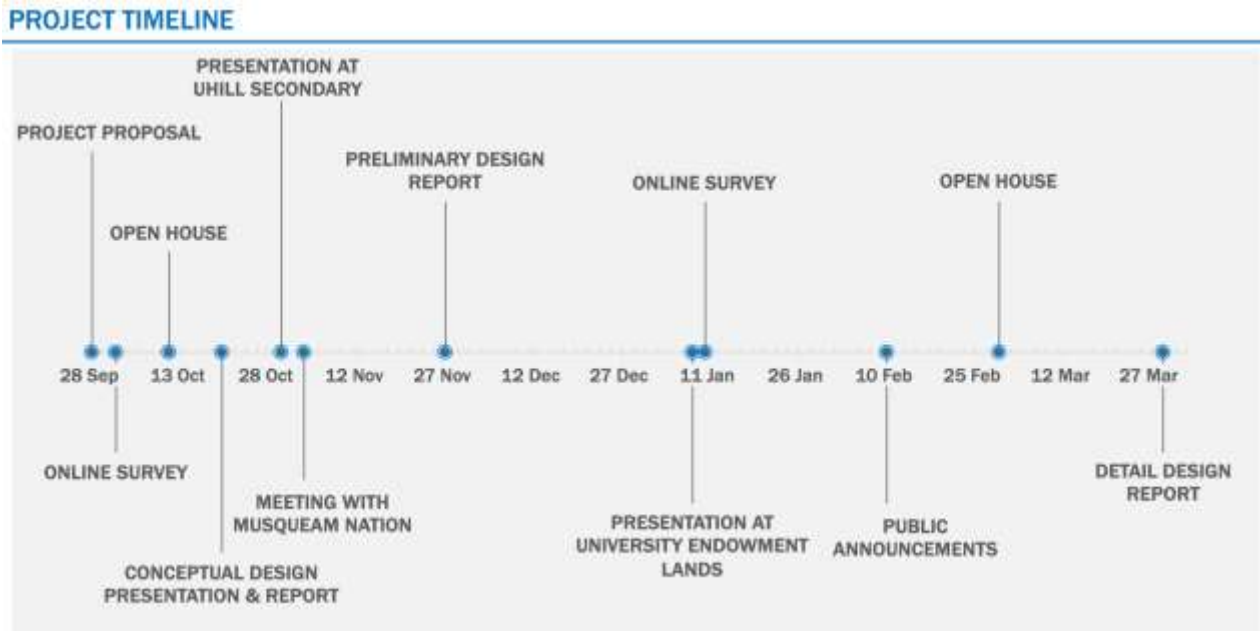 PROJECT TIMELINE
PRESENTATION AT
UHILL SECONDARY
PROJECT PROPOSAL
PRELIMINARY DESIGN
REPORT
ONLINE SURVEY
OPEN HOUSE
OPEN HOUSE
28 Sep 13 Oct 28 Oct 12 Nov 27 Nov 12 Dec 27 Dec 11 Jan 26 Jan 10 Feb 25 Feb 12 Mar 27 Mar
ONLINE SURVEY
MEETING WITH
MUSQUEAM NATION
CONCEPTUAL DESIGN
PRESENTATION & REPORT
PRESENTATION AT
UNIVERSITY ENDOWMENT
LANDS
PUBLIC
ANNOUNCEMENTS
DETAIL DESIGN
REPORT